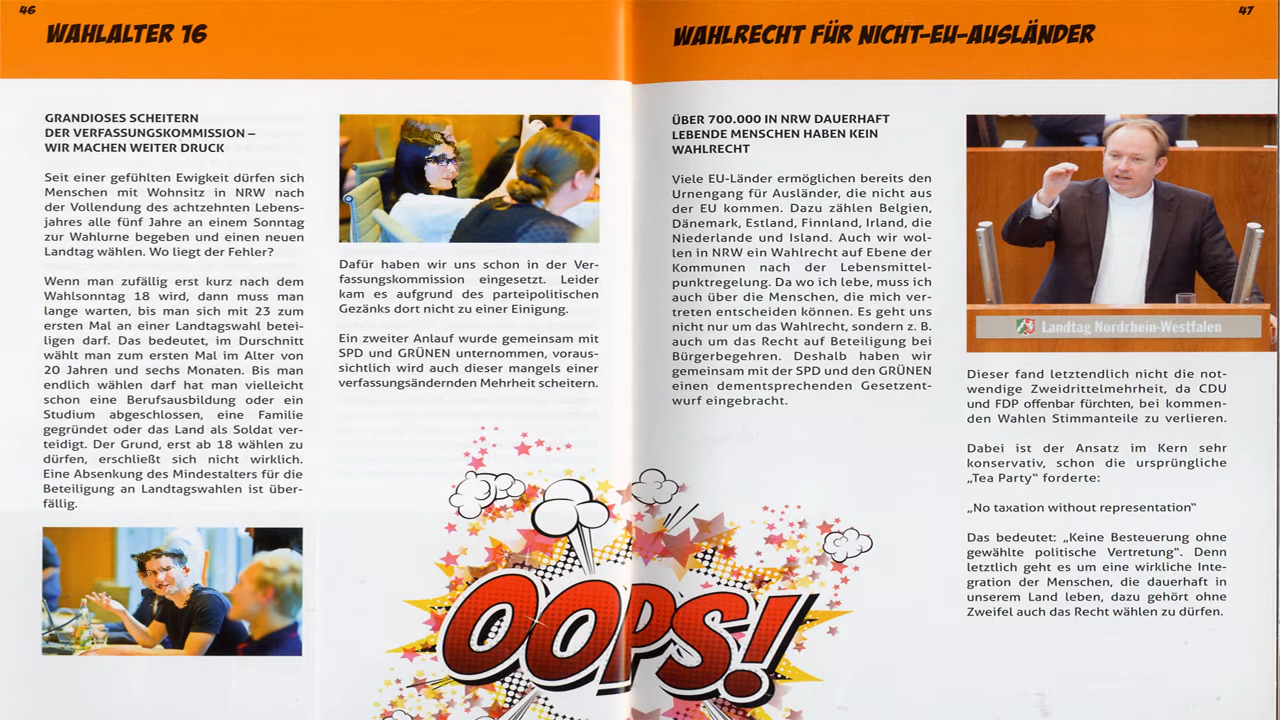 46
WAHLALTER 16
GRANDIOSES SCHEITERN
DER VERFASSUNGSKOMMISSION –
WIR MACHEN WEITER DRUCK
Seit einer gefühlten Ewigkeit dürfen sich
Menschen mit Wohnsitz in NRW nach
der Vollendung des achtzehnten Lebens-
jahres alle fünf Jahre an einem Sonntag
zur Wahlurne begeben und einen neuen
Landtag wählen. Wo liegt der Fehler?
Wenn man zufällig erst kurz nach dem
Wahlsonntag 18 wird, dann muss man
lange warten, bis man sich mit 23 zum
ersten Mal an einer Landtagswahl betei-
ligen darf. Das bedeutet, im Durschnitt
wählt man zum ersten Mal im Alter von
20 Jahren und sechs Monaten. Bis man
endlich wählen darf hat man vielleicht
schon eine Berufsausbildung oder ein
Studium abgeschlossen, eine Familie
gegründet oder das Land als Soldat ver-
teidigt. Der Grund, erst ab 18 wählen zu
dürfen, erschließt sich nicht wirklich.
Eine Absenkung des Mindestalters für die
Beteiligung an Landtagswahlen ist über-
fällig.
Dafür haben wir uns schon in der Ver-
fassungskommission eingesetzt. Leider
kam es aufgrund des parteipolitischen
Gezänks dort nicht zu einer Einigung.
Ein zweiter Anlauf wurde gemeinsam mit
SPD und GRÜNEN unternommen, voraus-
sichtlich wird auch dieser mangels einer
verfassungsändernden Mehrheit scheitern.
OOPS!
47
WAHLRECHT FÜR NICHT-EU-AUSLÄNDER
ÜBER 700.000 IN NRW DAUERHAFT
LEBENDE MENSCHEN HABEN KEIN
WAHLRECHT
Viele EU-Länder ermöglichen bereits den
Urnengang für Ausländer, die nicht aus
der EU kommen. Dazu zählen Belgien,
Dänemark, Estland, Finnland, Irland, die
Niederlande und Island. Auch wir wol-
len in NRW ein Wahlrecht auf Ebene der
Kommunen nach der Lebensmittel-
punktregelung. Da wo ich lebe, muss ich
auch über die Menschen, die mich ver-
treten entscheiden können. Es geht uns
nicht nur um das Wahlrecht, sondern z. B.
auch um das Recht auf Beteiligung bei
Bürgerbegehren. Deshalb haben wir
gemeinsam mit der SPD und den GRÜNEN
einen dementsprechenden Gesetzent-
wurf eingebracht.
Landtag Nordrhein-Westfalen
Dieser fand letztendlich nicht die not-
wendige Zweidrittelmehrheit, da CDU
und FDP offenbar fürchten, bei kommen-
den Wahlen Stimmanteile zu verlieren.
Dabei ist der Ansatz im Kern sehr
konservativ, schon die ursprüngliche
„Tea Party“ forderte:
„No taxation without representation“
Das bedeutet: „Keine Besteuerung ohne
gewählte politische Vertretung“. Denn
letztlich geht es um eine wirkliche Inte-
gration der Menschen, die dauerhaft in
unserem Land leben, dazu gehört ohne
Zweifel auch das Recht wählen zu dürfen.